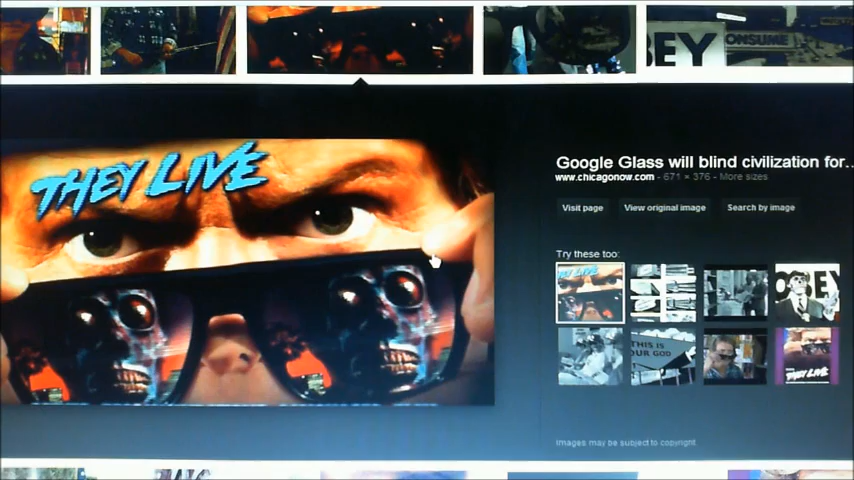 BEY
ONSUME
THEY LIVE
Google Glass will blind civilization for...
www.chicagonow.com - 671 × 376 - More sizes
Visit page
View original image
Search by image
Try these too:
THEY LIVE
OBEY
THIS IS
OUR GOD
THEY LIVE
Images may be subject to copyright.